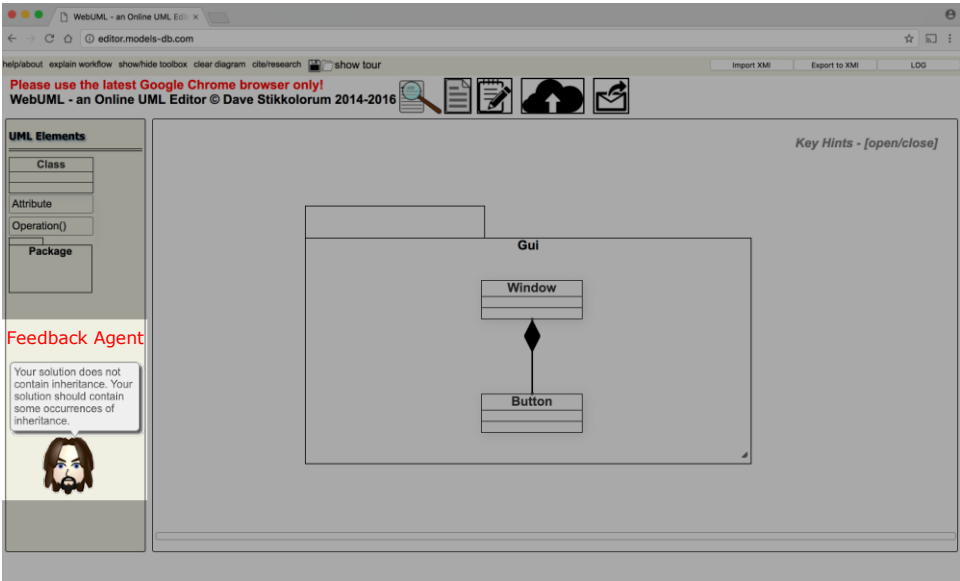 WebUML - an Online UML Edi
editor.models-db.com
help/about explain workflow show/hide toolbox clear diagram cite/research show tour
Import XMI Export to XMI LOG
Please use the latest Google Chrome browser only!
WebUML - an Online UML Editor © Dave Stikkolorum 2014-2016
UML Elements
Key Hints - [open/close]
Class
Attribute
Operation()
Package
Gui
Window
Button
Feedback Agent
Your solution does not
contain inheritance. Your
solution should contain
some occurrences of
inheritance.